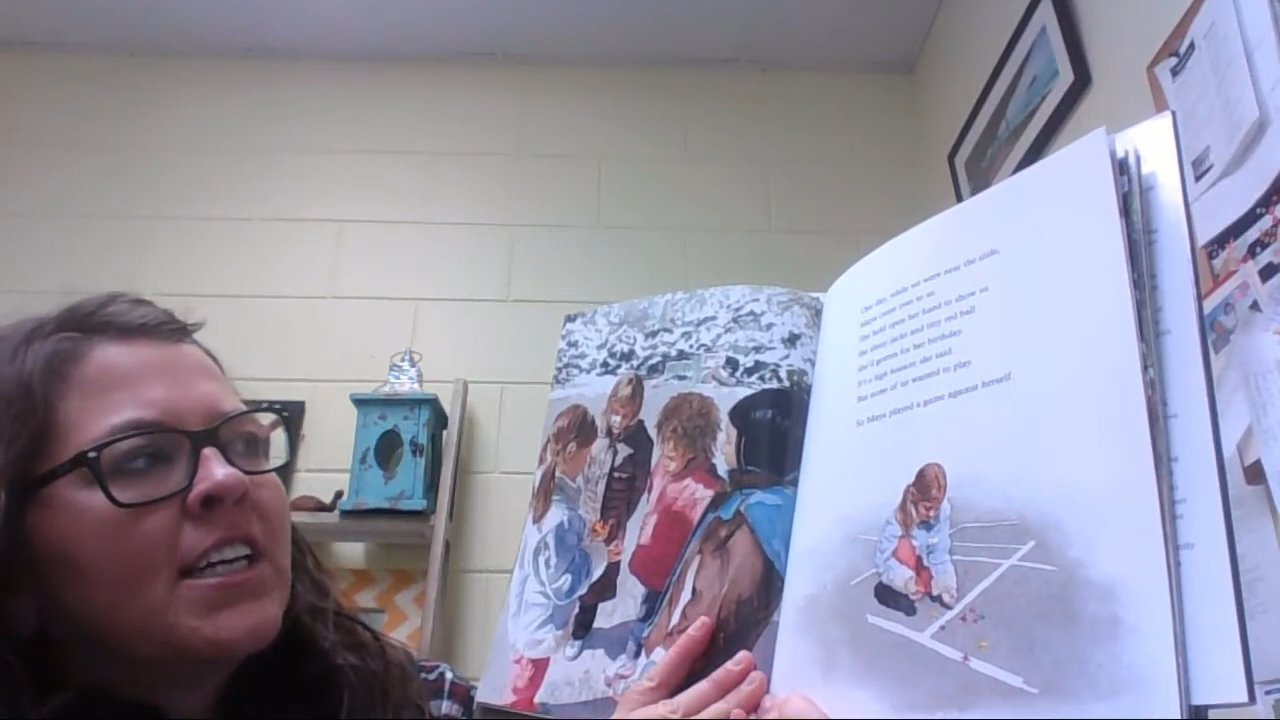 One day, while we were near the slide,
Maya came over to us.
She held open her hand to show us
the shiny jacks and tiny red ball
she'd gotten for her birthday.
It's a high bouncer, she said.
But none of us wanted to play.
So Maya played a game against herself.